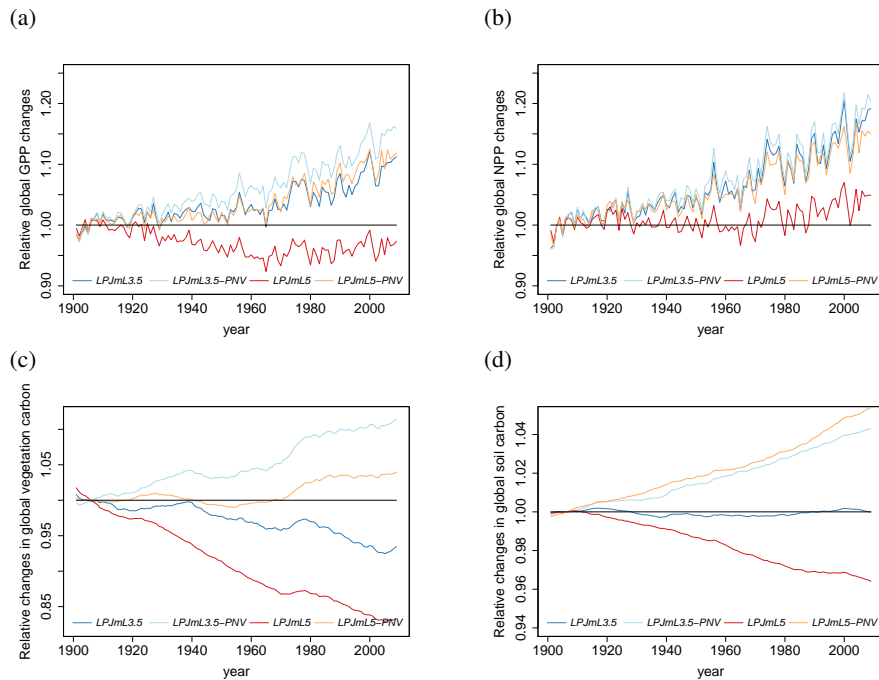 (a)
(b)
Relative global GPP changes
0.90 1.00 1.10 1.20
LPJmL3.5 LPJmL3.5−PNV LPJmL5 LPJmL5−PNV
1900 1920 1940 1960 1980 2000
year
Relative global NPP changes
0.90 1.00 1.10 1.20
LPJmL3.5 LPJmL3.5−PNV LPJmL5 LPJmL5−PNV
1900 1920 1940 1960 1980 2000
year
(c)
(d)
Relative changes in global vegetation carbon
0.85 0.95 1.05
LPJmL3.5 LPJmL3.5−PNV LPJmL5 LPJmL5−PNV
1900 1920 1940 1960 1980 2000
year
Relative changes in global soil carbon
0.94 0.96 0.98 1.00 1.02 1.04
LPJmL3.5 LPJmL3.5−PNV LPJmL5 LPJmL5−PNV
1900 1920 1940 1960 1980 2000
year